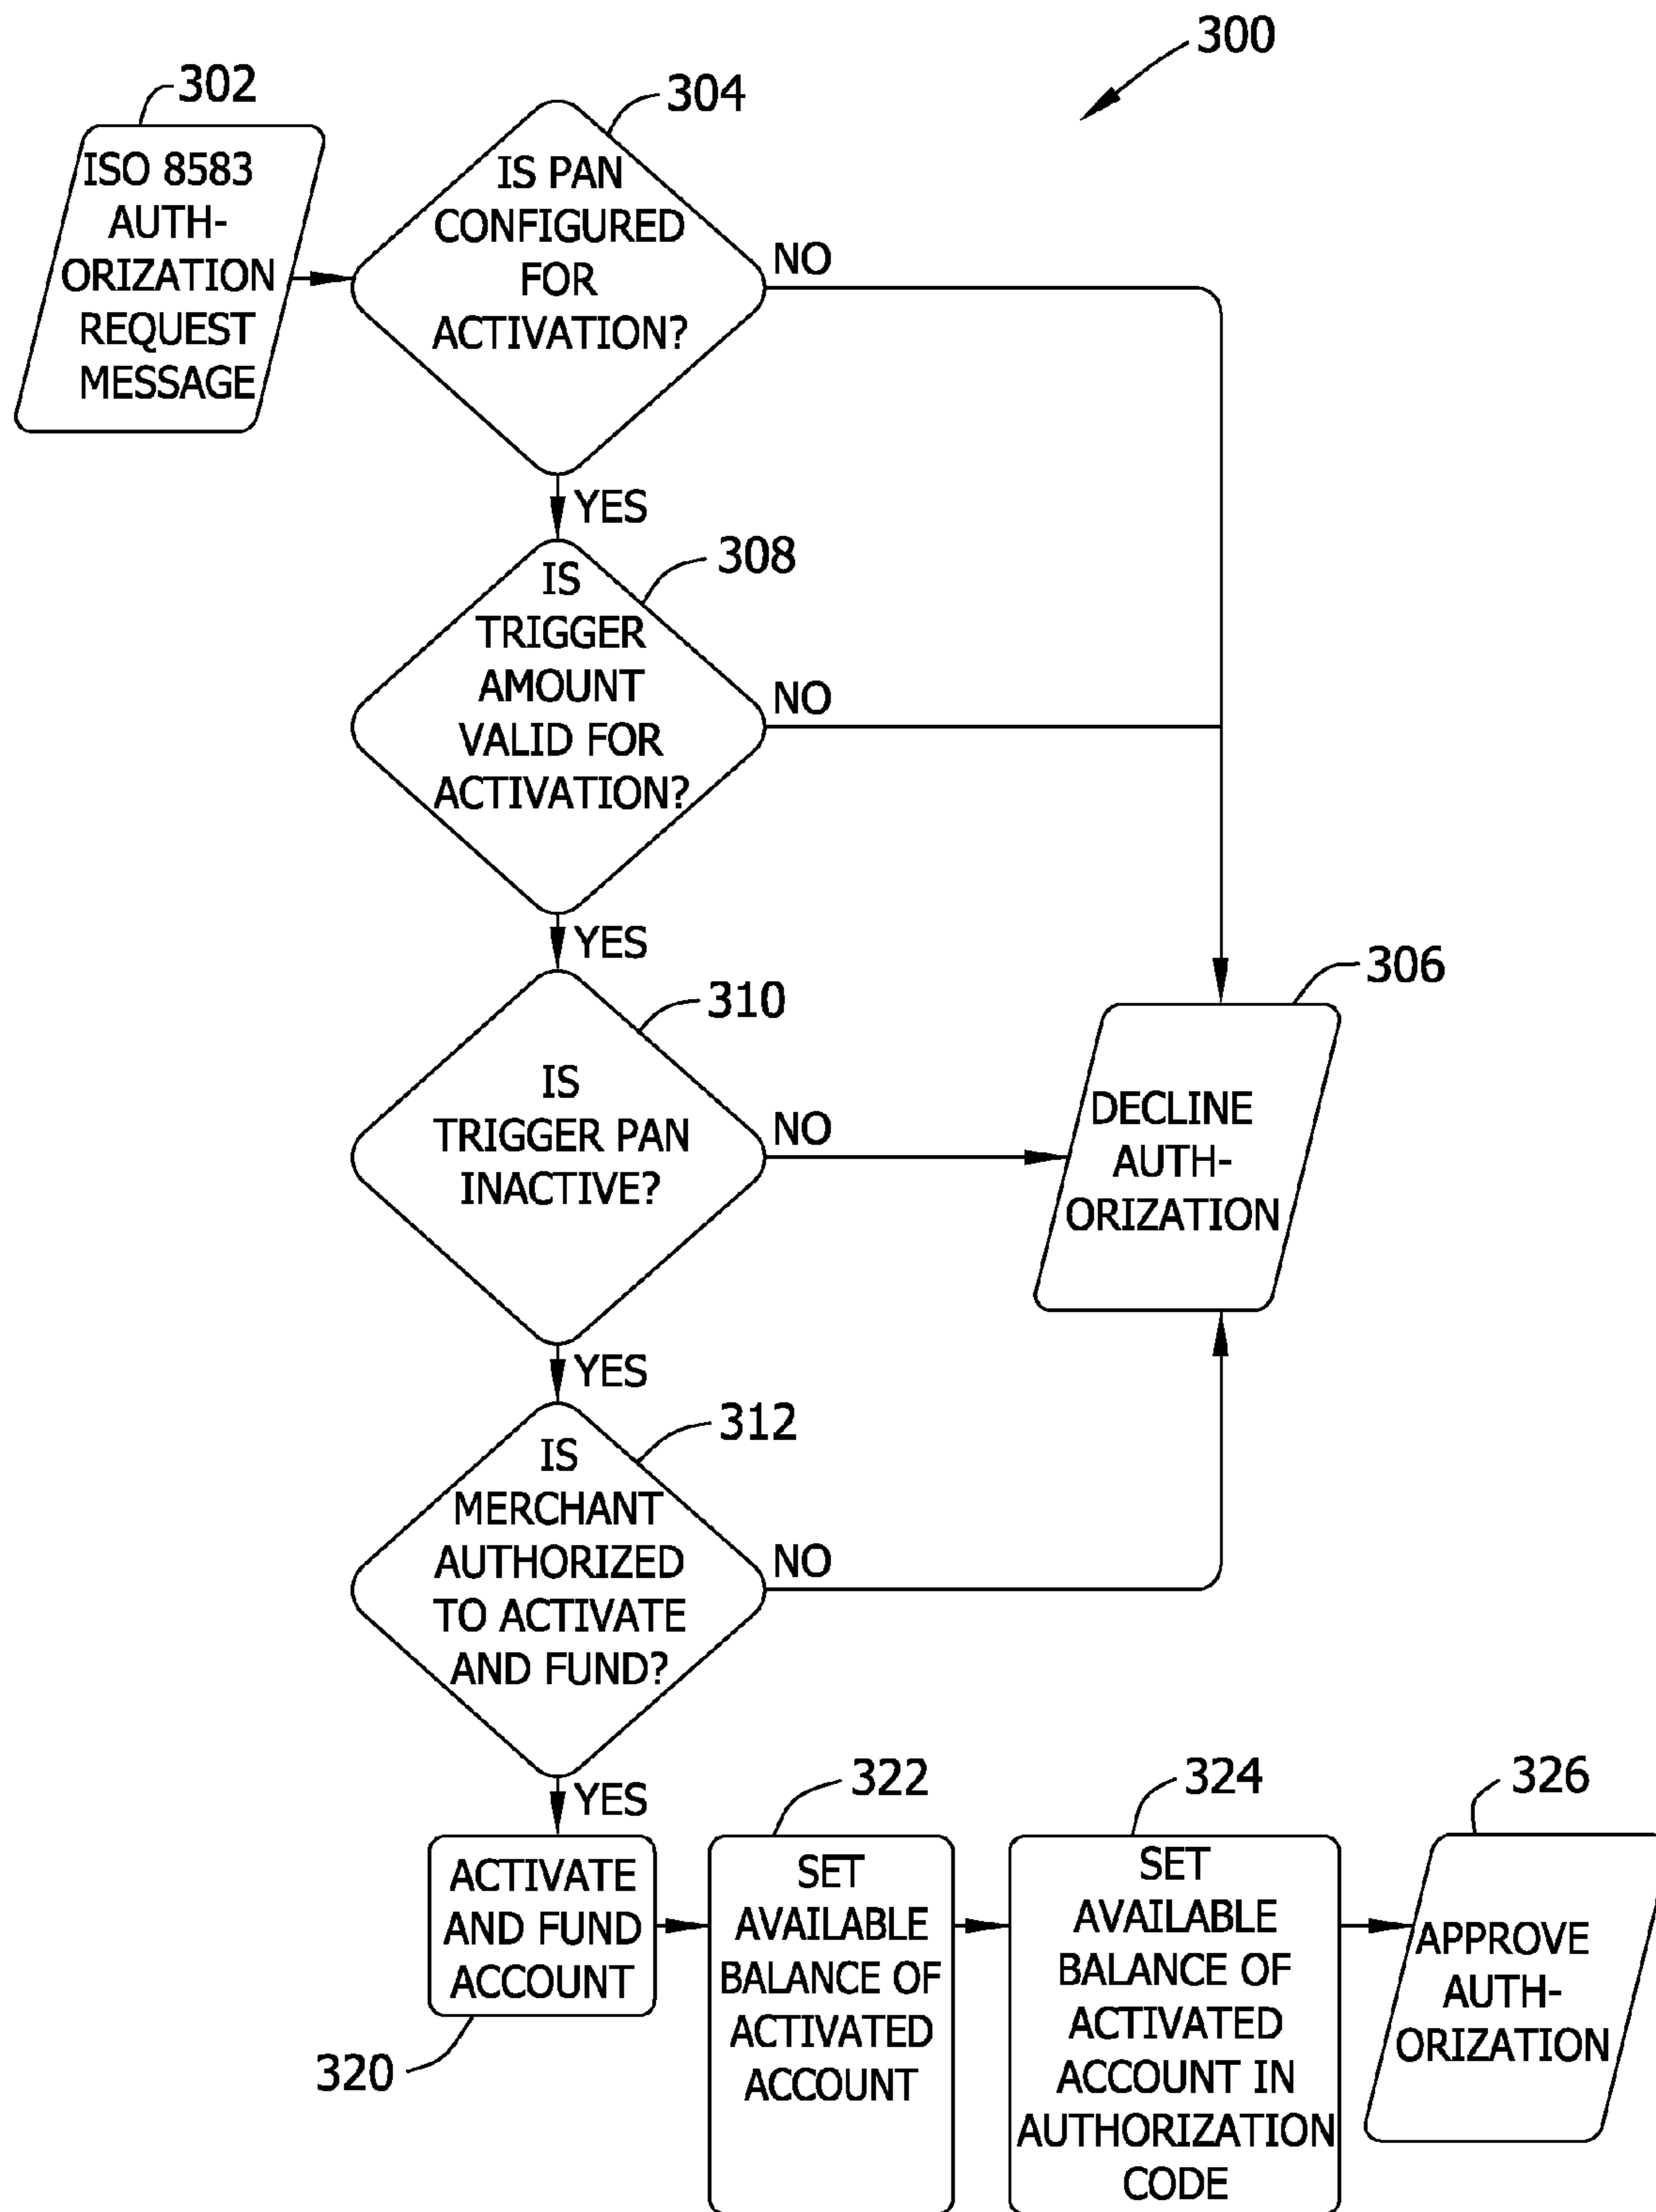 300
302
ISO 8583
AUTH-
ORIZATION
REQUEST
MESSAGE
304
IS PAN
CONFIGURED
FOR
ACTIVATION?
NO
YES
308
IS
TRIGGER
AMOUNT
VALID FOR
ACTIVATION?
NO
YES
310
IS
TRIGGER PAN
INACTIVE?
NO
YES
306
DECLINE
AUTH-
ORIZATION
312
IS
MERCHANT
AUTHORIZED
TO ACTIVATE
AND FUND?
NO
YES
ACTIVATE
AND FUND
ACCOUNT
320
322
SET
AVAILABLE
BALANCE OF
ACTIVATED
ACCOUNT
324
SET
AVAILABLE
BALANCE OF
ACTIVATED
ACCOUNT IN
AUTHORIZATION
CODE
326
APPROVE
AUTH-
ORIZATION